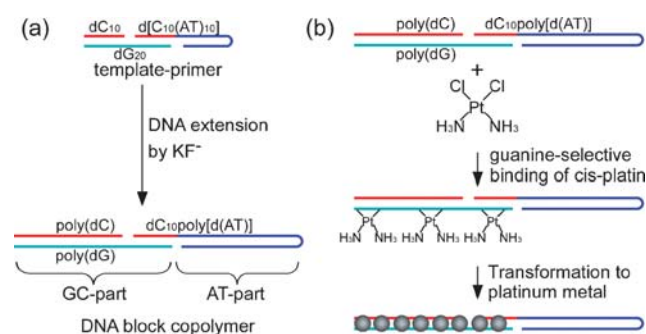 (a)
dC10 d[C10(AT)10]
dG20
template-primer
DNA extension
by KF-
poly(dC) dC10poly[d(AT)]
poly(dG)
GC-part AT-part
DNA block copolymer
(b)
poly(dC) dC10poly[d(AT)]
poly(dG)
+
Cl Cl
Pt
H3N NH3
guanine-selective
binding of cis-platin
Pt Pt Pt
H3N NH3 H3N NH3 H3N NH3
Transformation to
platinum metal